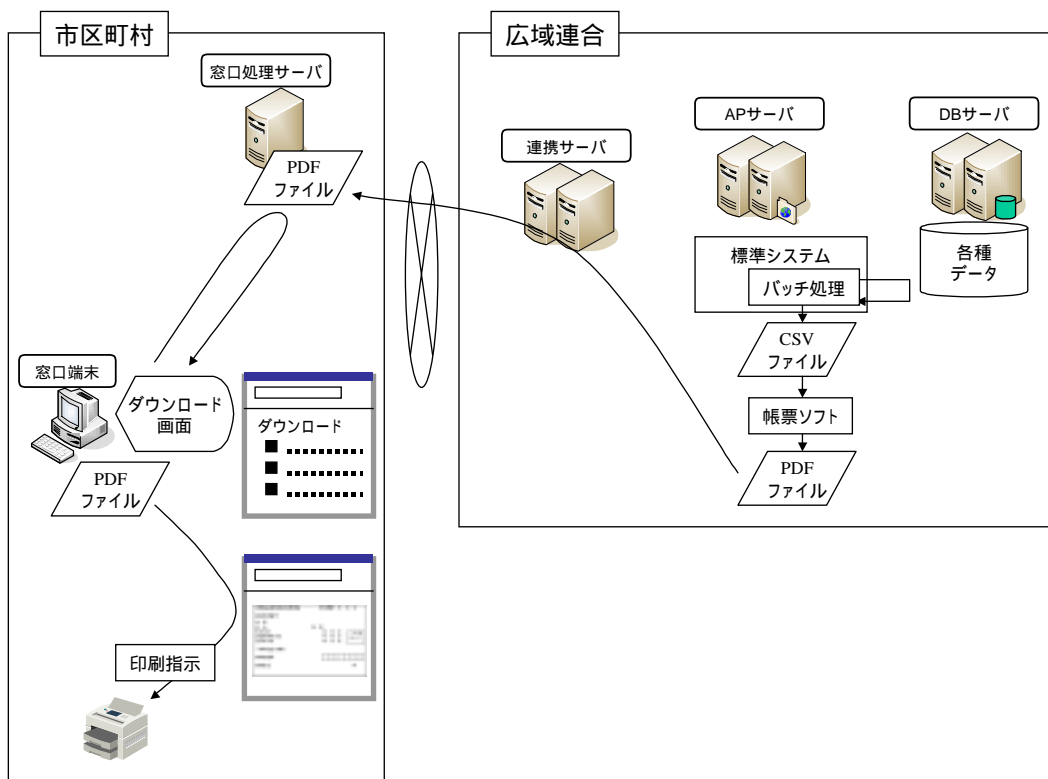 市区町村
窓口処理サーバ
PDF
ファイル
窓口端末
ダウンロード
画面
ダウンロード
PDF
ファイル
印刷指示
広域連合
連携サーバ
APサーバ
DBサーバ
標準システム
バッチ処理
各種
データ
CSV
ファイル
帳票ソフト
PDF
ファイル